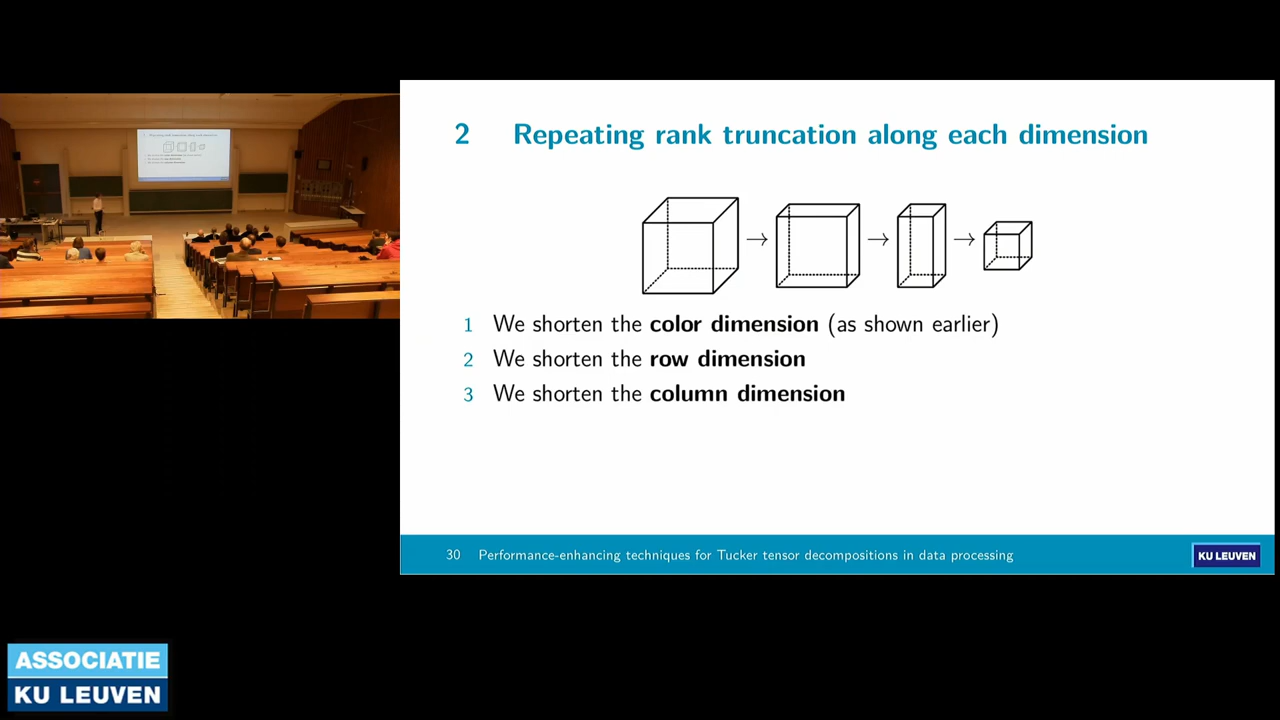 2 Repeating rank truncation along each dimension
1 We shorten the color dimension (as shown earlier)
2 We shorten the row dimension
3 We shorten the column dimension
30 Performance-enhancing techniques for Tucker tensor decompositions in data processing
KU LEUVEN
ASSOCIATIE
KU LEUVEN